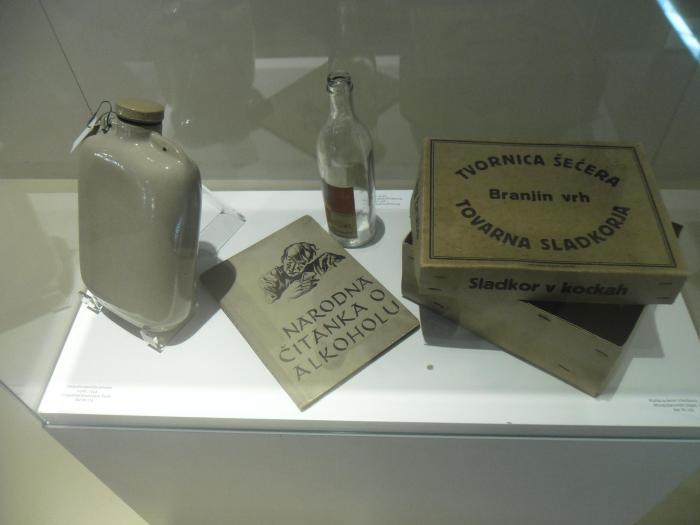 NARODNA
ČITANKA O
ALKOHOLU
TVORNICA ŠEĆERA
Branjin vrh
TOVARNA SLADKORJA
Sladkor v kockah